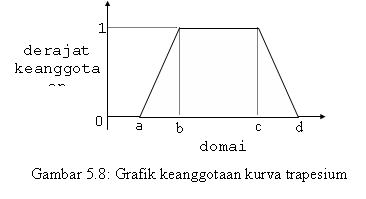 1
derajat
keanggota
0
a b c d
domai
Gambar 5.8: Grafik keanggotaan kurva trapesium